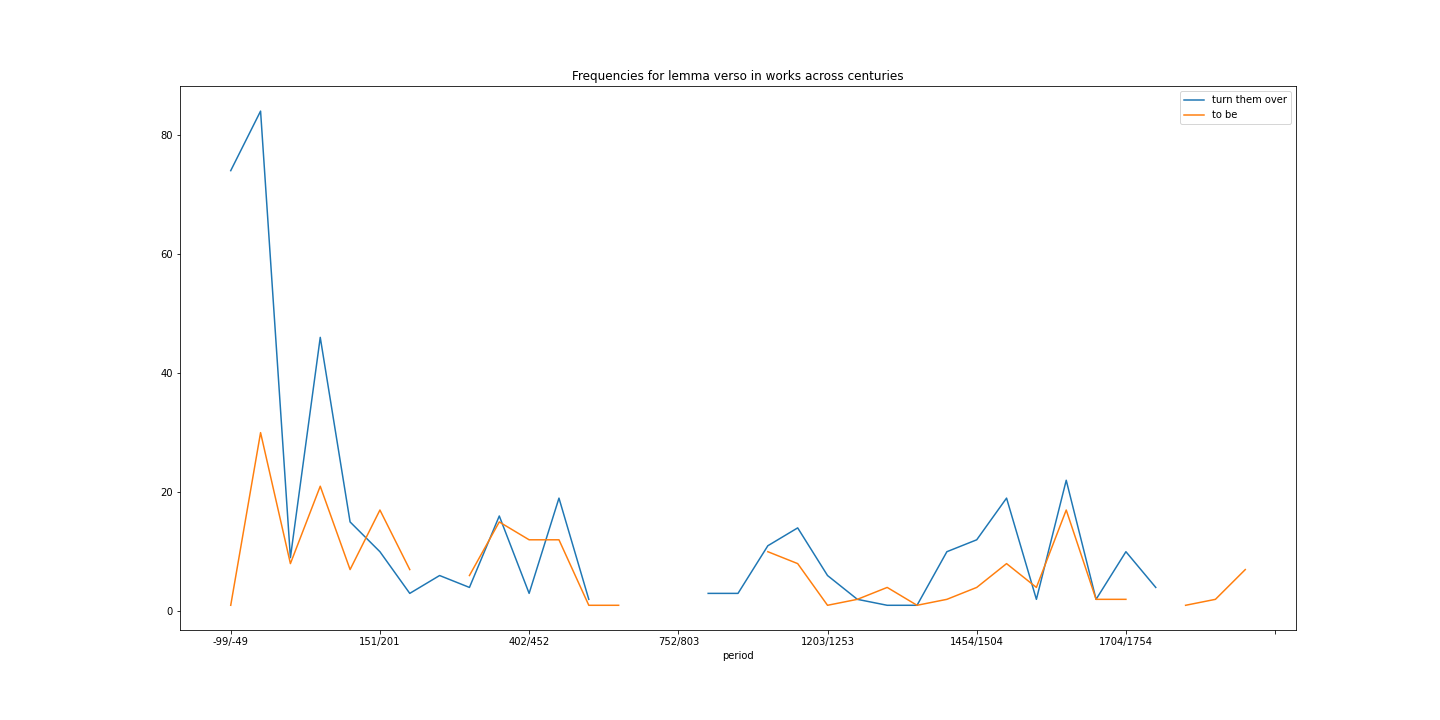 Frequencies for lemma verso in works across centuries
turn them over
to be
80
60
40
20
0
-99/-49 151/201 402/452 752/803 1203/1253 1454/1504 1704/1754
period